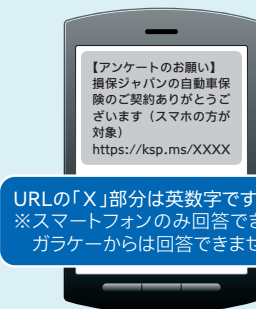 【アンケートのお願い】
損保ジャパンの自動車保
険のご契約ありがとうご
ざいます（スマホの方が
対象）
https://ksp.ms/XXXX
URLの「X」部分は英数字です
※スマートフォンのみ回答でき
ガラケーからは回答できませ